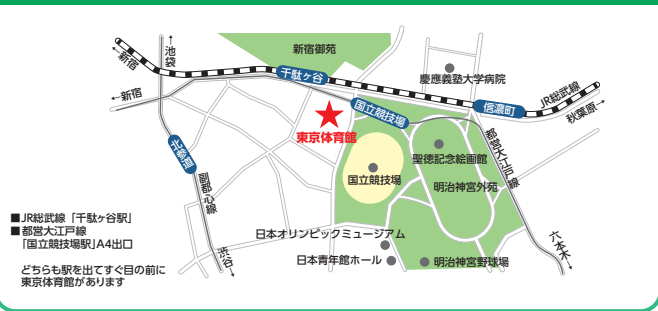 ←新宿
←池袋
新宿御苑
千駄ヶ谷
慶應義塾大学病院
←新宿
国立競技場
信濃町
JR総武線
秋葉原→
東京体育館
北参道
副都心線
渋谷→
都営大江戸線
聖徳記念絵画館
国立競技場
明治神宮外苑
六本木→
日本オリンピックミュージアム
日本青年館ホール
明治神宮野球場
■JR総武線「千駄ヶ谷駅」
■都営大江戸線
「国立競技場駅」A4出口
どちらも駅を出てすぐ目の前に
東京体育館があります